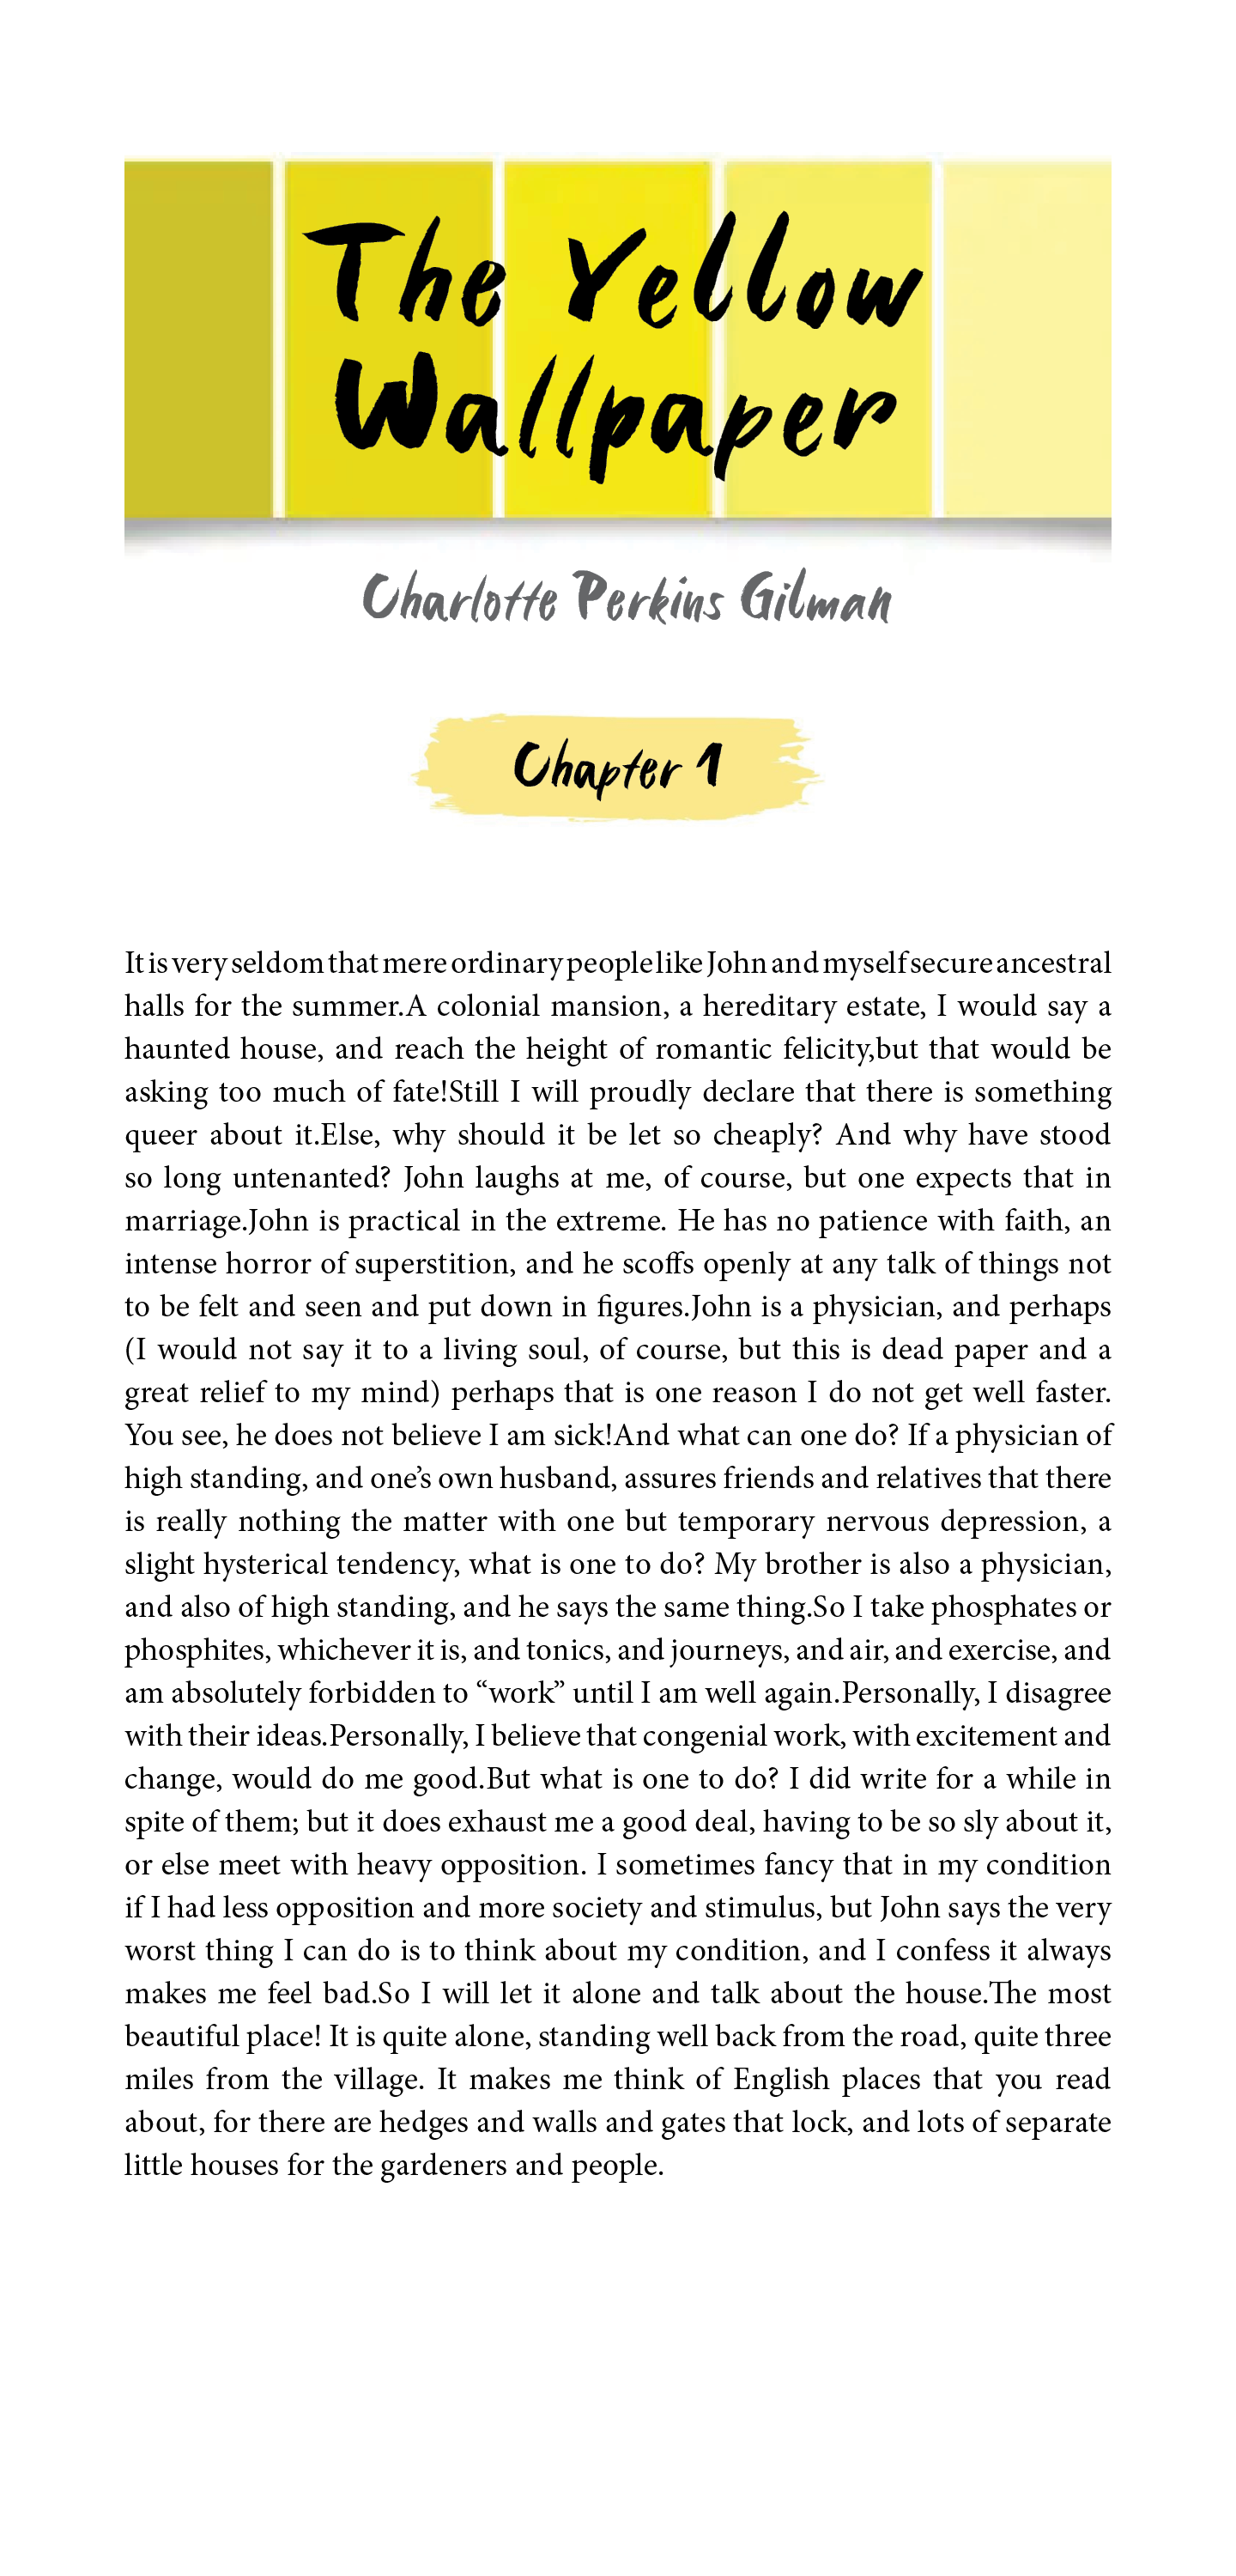 The Yellow
Wallpaper
Charlotte Perkins Gilman
Chapter 1
It is very seldom that mere ordinary people like John and myself secure ancestral
halls for the summer.A colonial mansion, a hereditary estate, I would say a
haunted house, and reach the height of romantic felicity,but that would be
asking too much of fate!Still I will proudly declare that there is something
queer about it.Else, why should it be let so cheaply? And why have stood
so long untenanted? John laughs at me, of course, but one expects that in
marriage.John is practical in the extreme. He has no patience with faith, an
intense horror of superstition, and he scoffs openly at any talk of things not
to be felt and seen and put down in figures.John is a physician, and perhaps
(I would not say it to a living soul, of course, but this is dead paper and a
great relief to my mind) perhaps that is one reason I do not get well faster.
You see, he does not believe I am sick!And what can one do? If a physician of
high standing, and one’s own husband, assures friends and relatives that there
is really nothing the matter with one but temporary nervous depression, a
slight hysterical tendency, what is one to do? My brother is also a physician,
and also of high standing, and he says the same thing.So I take phosphates or
phosphites, whichever it is, and tonics, and journeys, and air, and exercise, and
am absolutely forbidden to “work” until I am well again.Personally, I disagree
with their ideas.Personally, I believe that congenial work, with excitement and
change, would do me good.But what is one to do? I did write for a while in
spite of them; but it does exhaust me a good deal, having to be so sly about it,
or else meet with heavy opposition. I sometimes fancy that in my condition
if I had less opposition and more society and stimulus, but John says the very
worst thing I can do is to think about my condition, and I confess it always
makes me feel bad.So I will let it alone and talk about the house.The most
beautiful place! It is quite alone, standing well back from the road, quite three
miles from the village. It makes me think of English places that you read
about, for there are hedges and walls and gates that lock, and lots of separate
little houses for the gardeners and people.